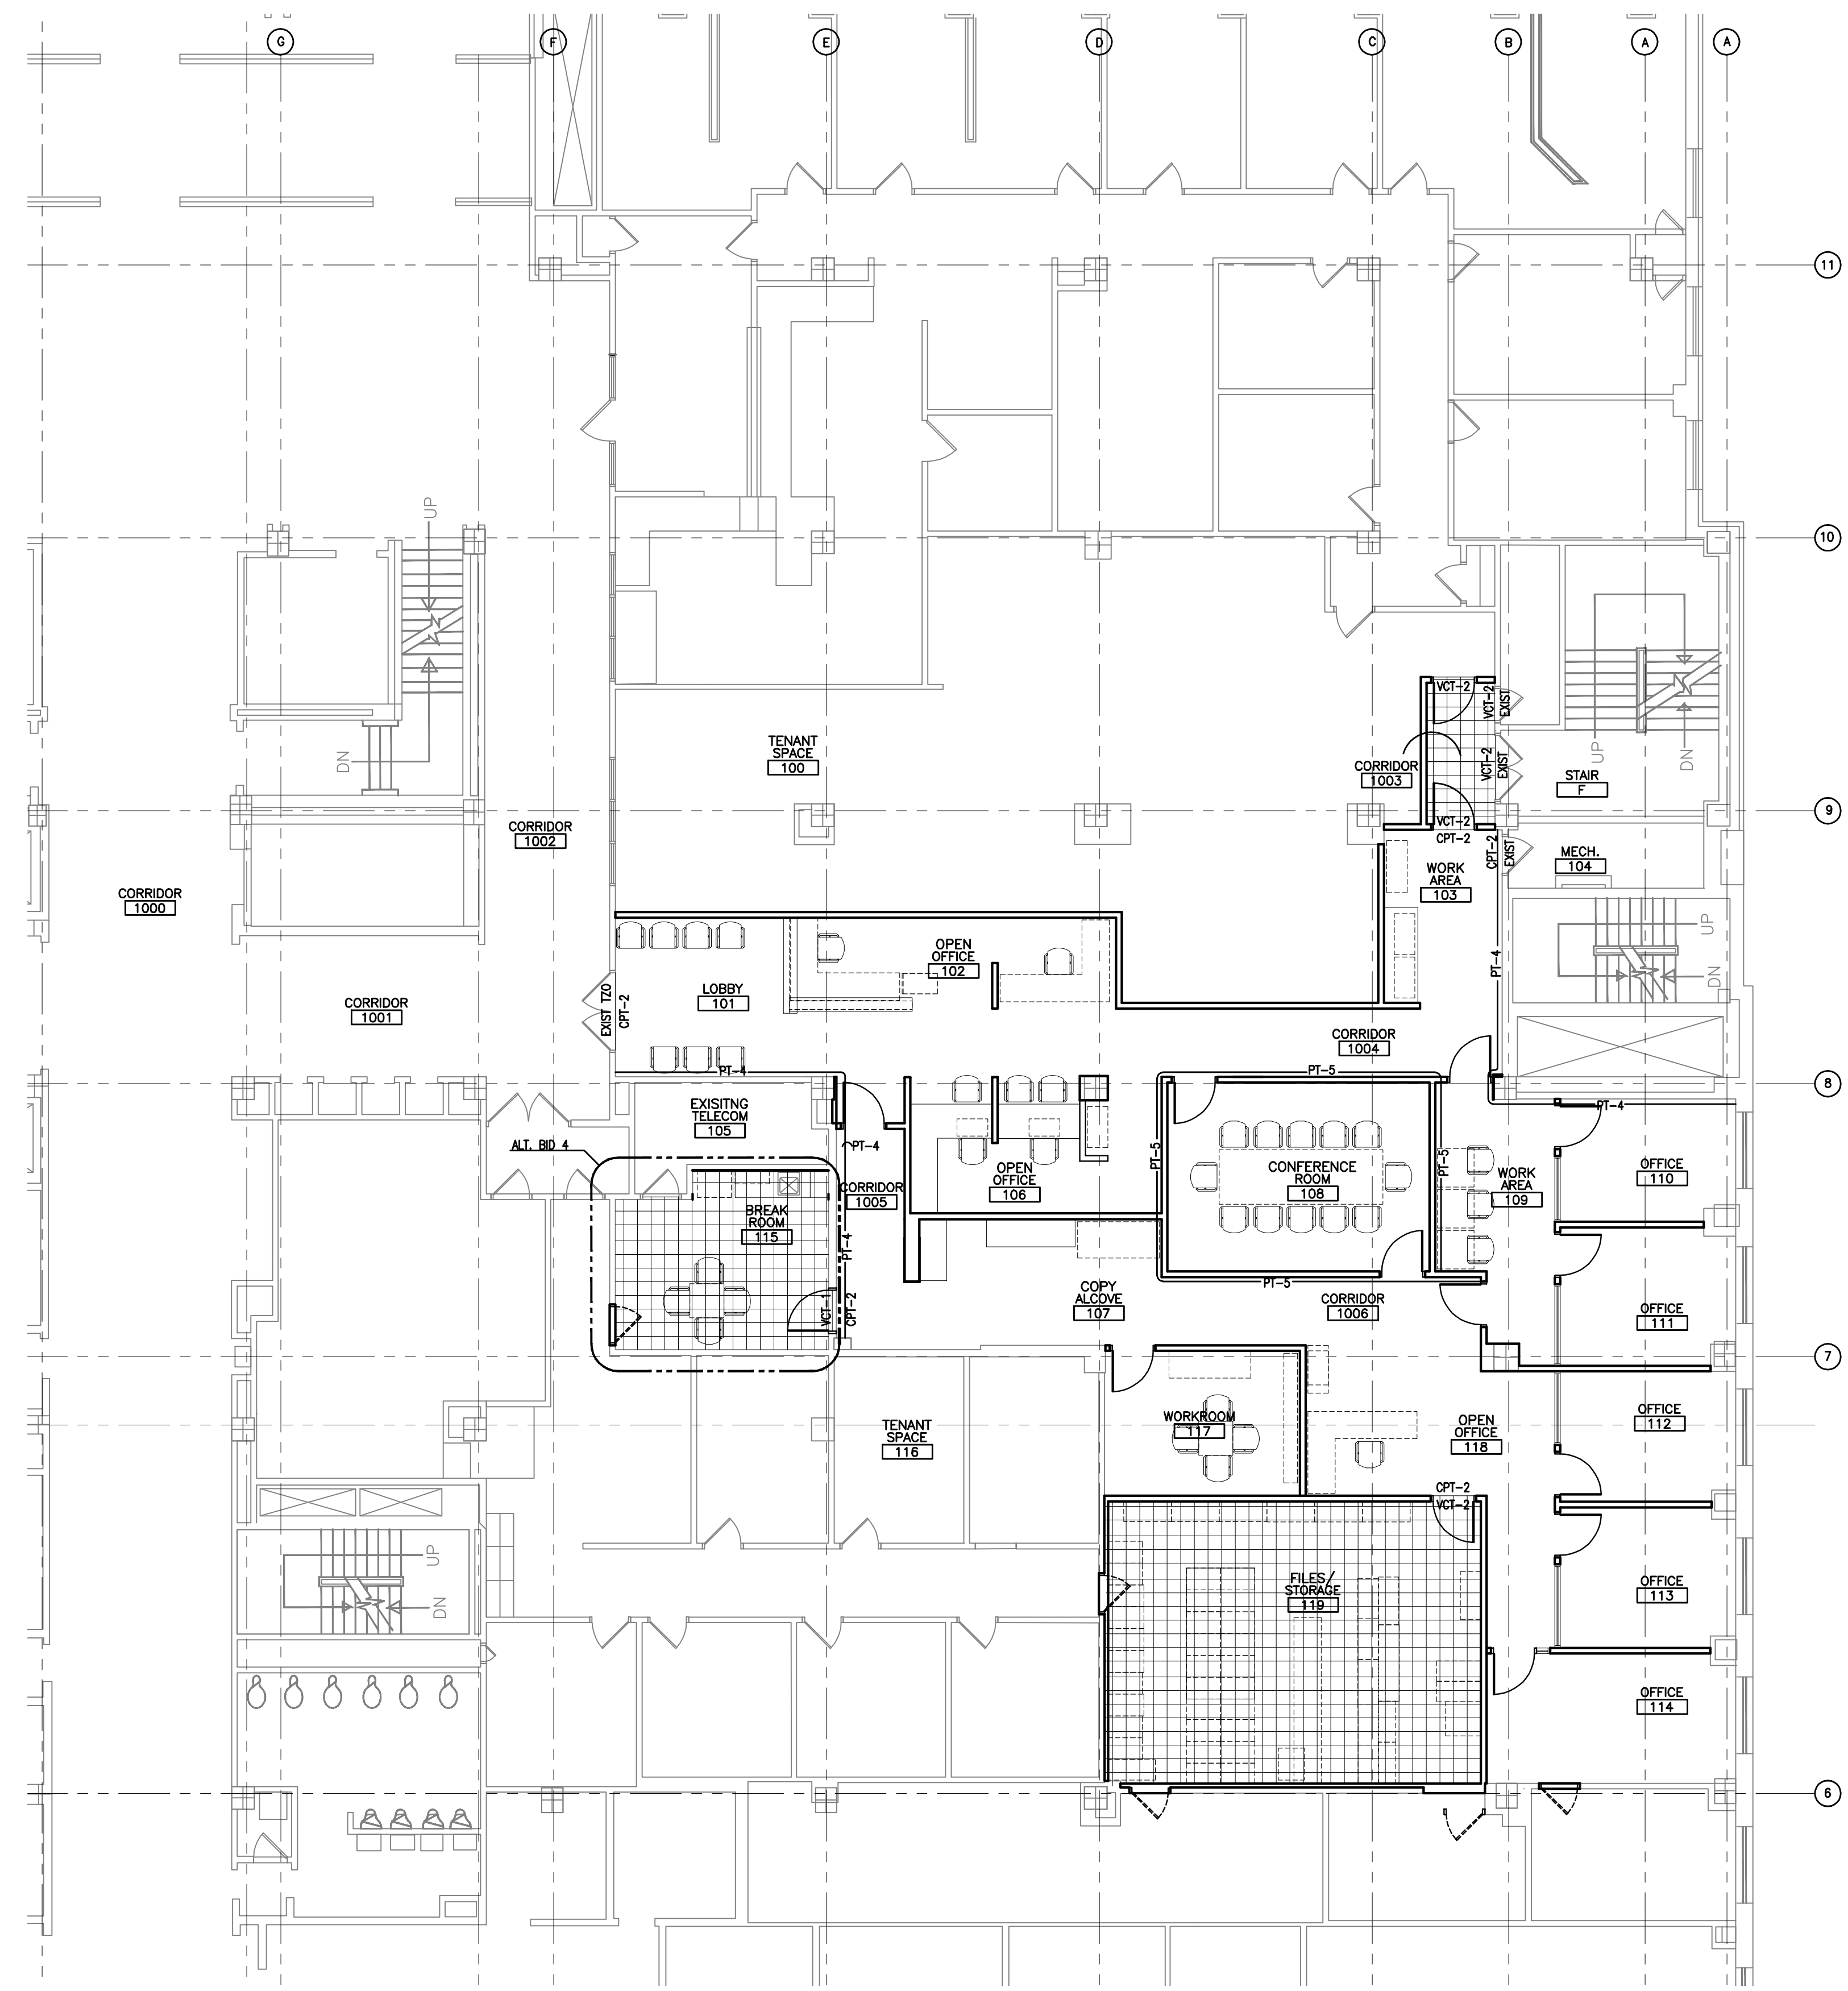 G
F
E
D
C
B
A
A
11
UP
10
DN
TENANT
SPACE
100
CORRIDOR
1003
VCT-2
VCT-2
EXIST
VCT-2
EXIST
VCT-2
CPT-2
CPT-2
EXIST
UP
DN
STAIR
F
9
CORRIDOR
1002
CORRIDOR
1000
WORK
AREA
103
MECH.
104
UP
DN
PT-4
OPEN
OFFICE
102
LOBBY
101
EXIST TZO
CPT-2
CORRIDOR
1001
CORRIDOR
1004
PT-4
PT-5
8
EXISITNG
TELECOM
105
ALT. BID 4
PT-4
PT-4
PT-5
PT-5
CORRIDOR
1005
OPEN
OFFICE
106
CONFERENCE
ROOM
108
WORK
AREA
109
OFFICE
110
BREAK
ROOM
115
PT-4
VCT-1
CPT-2
PT-5
COPY
ALCOVE
107
CORRIDOR
1006
OFFICE
111
7
TENANT
SPACE
116
WORKROOM
117
OPEN
OFFICE
118
OFFICE
112
CPT-2
VCT-2
UP
DN
FILES/
STORAGE
119
OFFICE
113
OFFICE
114
6